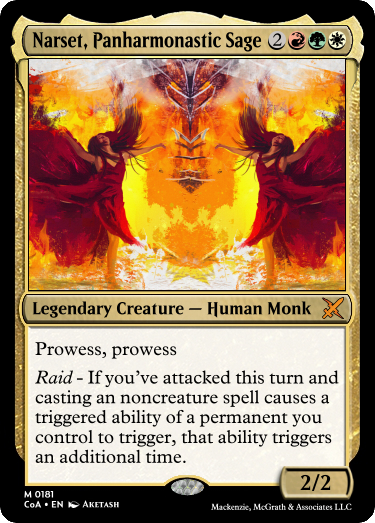 Narset, Panharmonastic Sage 2
Legendary Creature — Human Monk
Prowess, prowess
Raid - If you've attacked this turn and
casting an noncreature spell causes a
triggered ability of a permanent you
control to trigger, that ability triggers
an additional time.
2/2
M 0181
CoA • EN Aketash
Mackenzie, McGrath & Associates LLC